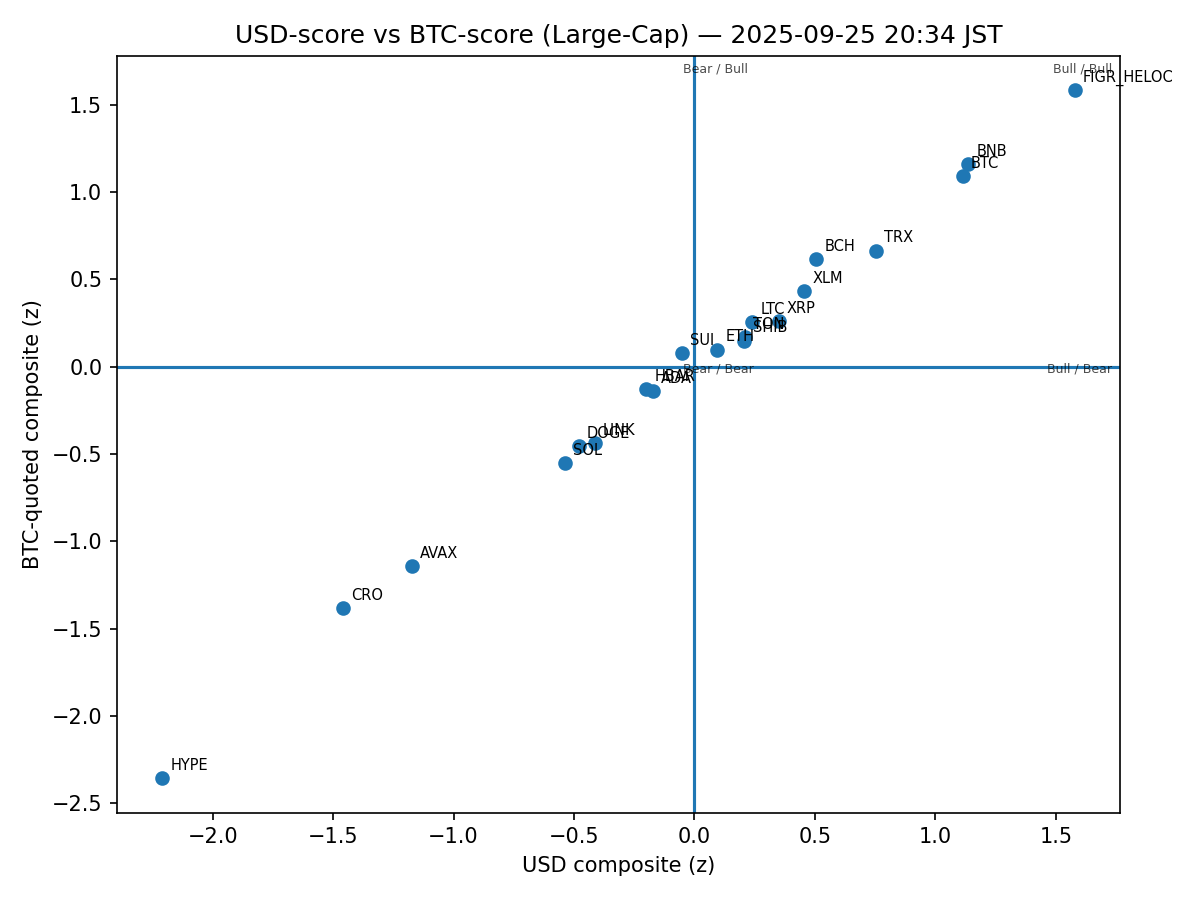 USD-score vs BTC-score (Large-Cap) — 2025-09-25 20:34 JST
Bear / Bull
Bull / Bull
FIGR_HELOC
1.5
BNB
BTC
1.0
TRX
BCH
XLM
0.5
LTC
XRP
TON
SHIB
ETH
SUI
0.0
Bear / Bear
Bull / Bear
HBAR
ADA
LINK
DOGE
SOL
−0.5
−1.0
AVAX
CRO
−1.5
−2.0
HYPE
−2.5
−2.0
−1.5
−1.0
−0.5
0.0
0.5
1.0
1.5
USD composite (z)
BTC-quoted composite (z)